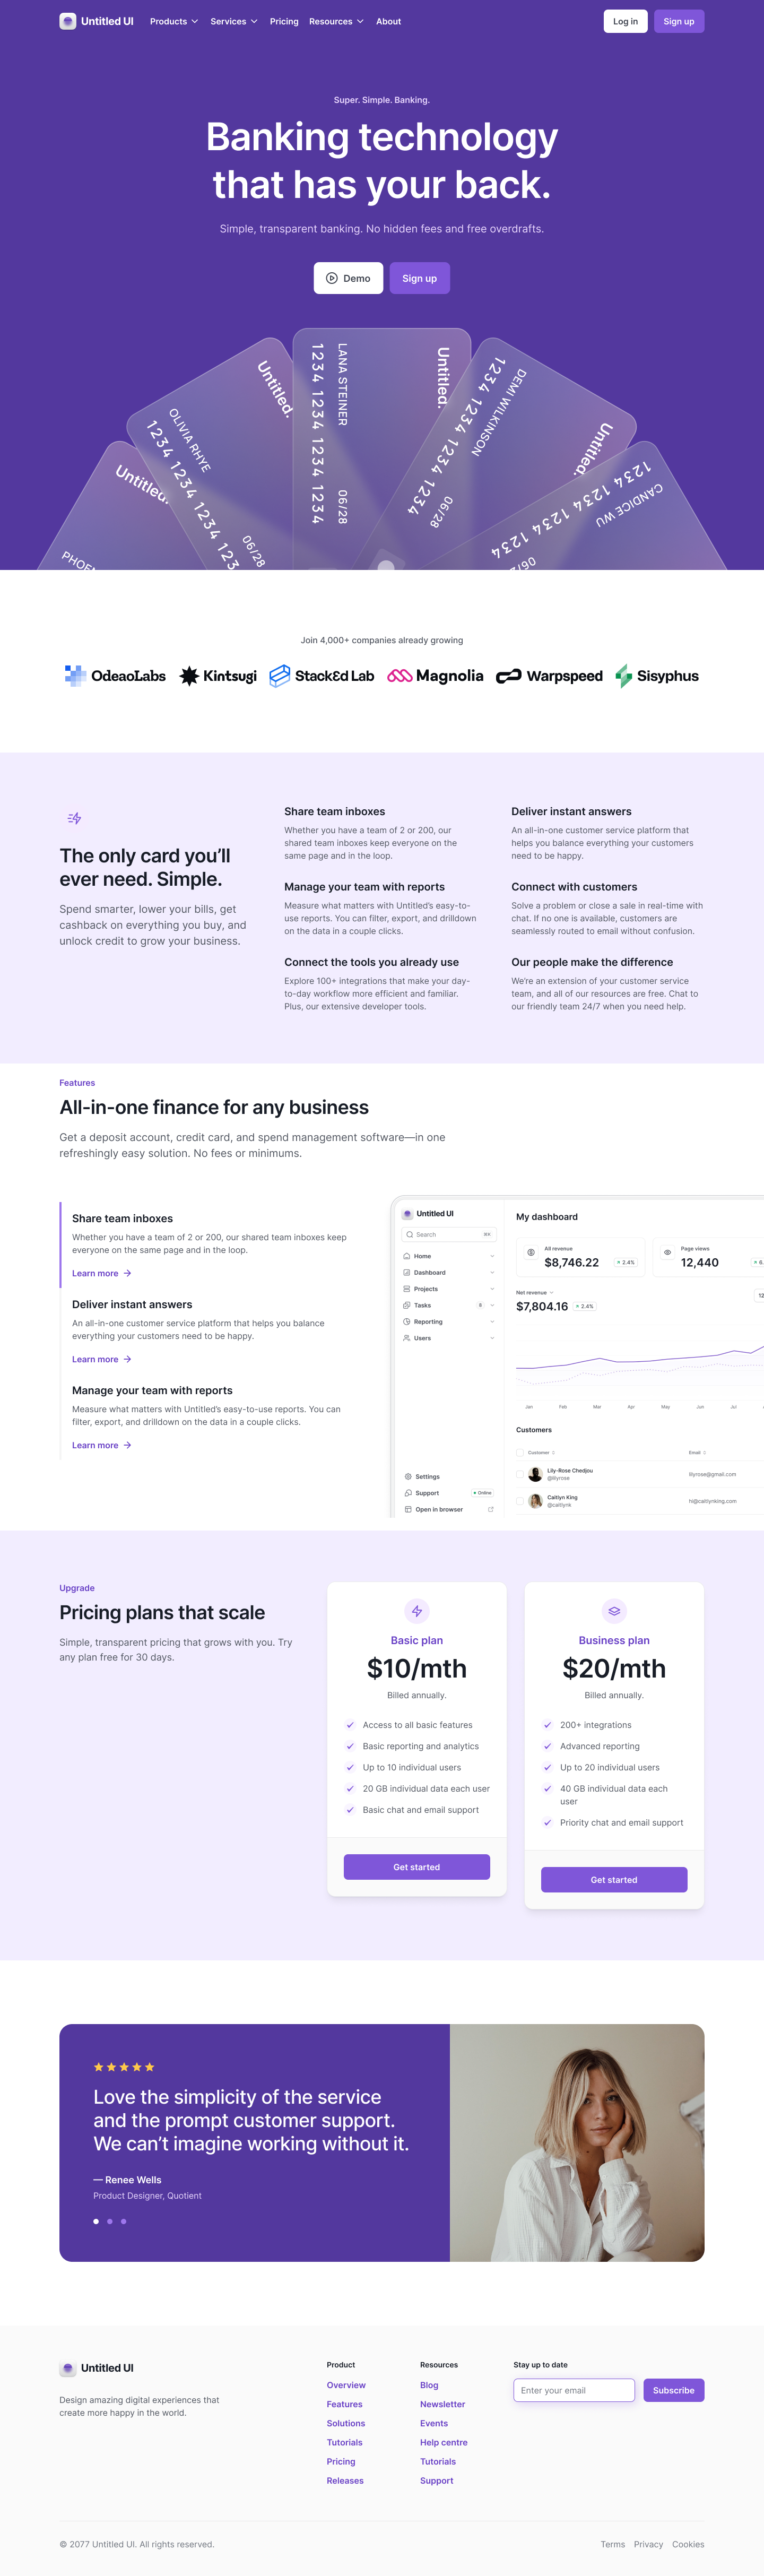 Untitled UI
Products
Services
Pricing
Resources
About
Log in
Sign up
Super. Simple. Banking.
Banking technology
that has your back.
Simple, transparent banking. No hidden fees and free overdrafts.
Demo
Sign up
Untitled.
OLIVIA RHYE
06/28
1234 1234 1234 123
Untitled.
LANA STEINER
06/28
1234 1234 1234 1234
Untitled.
DEMI WILKINSON
06/28
1234 1234 1234 1234
Untitled.
CANDICE WU
1234 1234 1234 1234
Untitled.
Join 4,000+ companies already growing
OdeaoLabs
Kintsugi
Stack3d Lab
Magnolia
Warpspeed
Sisyphus
The only card you’ll
ever need. Simple.
Spend smarter, lower your bills, get
cashback on everything you buy, and
unlock credit to grow your business.
Share team inboxes
Whether you have a team of 2 or 200, our
shared team inboxes keep everyone on the
same page and in the loop.
Deliver instant answers
An all-in-one customer service platform that
helps you balance everything your customers
need to be happy.
Manage your team with reports
Measure what matters with Untitled’s easy-to-
use reports. You can filter, export, and drilldown
on the data in a couple clicks.
Connect with customers
Solve a problem or close a sale in real-time with
chat. If no one is available, customers are
seamlessly routed to email without confusion.
Connect the tools you already use
Explore 100+ integrations that make your day-
to-day workflow more efficient and familiar.
Plus, our extensive developer tools.
Our people make the difference
We’re an extension of your customer service
team, and all of our resources are free. Chat to
our friendly team 24/7 when you need help.
Features
All-in-one finance for any business
Get a deposit account, credit card, and spend management software—in one
refreshingly easy solution. No fees or minimums.
Share team inboxes
Whether you have a team of 2 or 200, our shared team inboxes keep
everyone on the same page and in the loop.
Learn more
Deliver instant answers
An all-in-one customer service platform that helps you balance
everything your customers need to be happy.
Learn more
Manage your team with reports
Measure what matters with Untitled’s easy-to-use reports. You can
filter, export, and drilldown on the data in a couple clicks.
Learn more
Untitled UI
Search
⌘K
Home
Dashboard
Projects
Tasks
8
Reporting
Users
Settings
Support
Online
Open in browser
My dashboard
All revenue
$8,746.22
2.4%
Page views
12,440
6.
Net revenue
$7,804.16
2.4%
12
Jan
Feb
Mar
Apr
May
Jun
Jul
Customers
Customer
Email
Lily-Rose Chedjou
@lilyrose
lilyrose@gmail.com
Caitlyn King
@caitlynk
hi@caitlynking.com
Upgrade
Pricing plans that scale
Simple, transparent pricing that grows with you. Try
any plan free for 30 days.
Basic plan
$10/mth
Billed annually.
Access to all basic features
Basic reporting and analytics
Up to 10 individual users
20 GB individual data each user
Basic chat and email support
Get started
Business plan
$20/mth
Billed annually.
200+ integrations
Advanced reporting
Up to 20 individual users
40 GB individual data each
user
Priority chat and email support
Get started
Love the simplicity of the service
and the prompt customer support.
We can’t imagine working without it.
— Renee Wells
Product Designer, Quotient
Untitled UI
Design amazing digital experiences that
create more happy in the world.
Product
Overview
Features
Solutions
Tutorials
Pricing
Releases
Resources
Blog
Newsletter
Events
Help centre
Tutorials
Support
Stay up to date
Enter your email
Subscribe
© 2077 Untitled UI. All rights reserved.
Terms
Privacy
Cookies